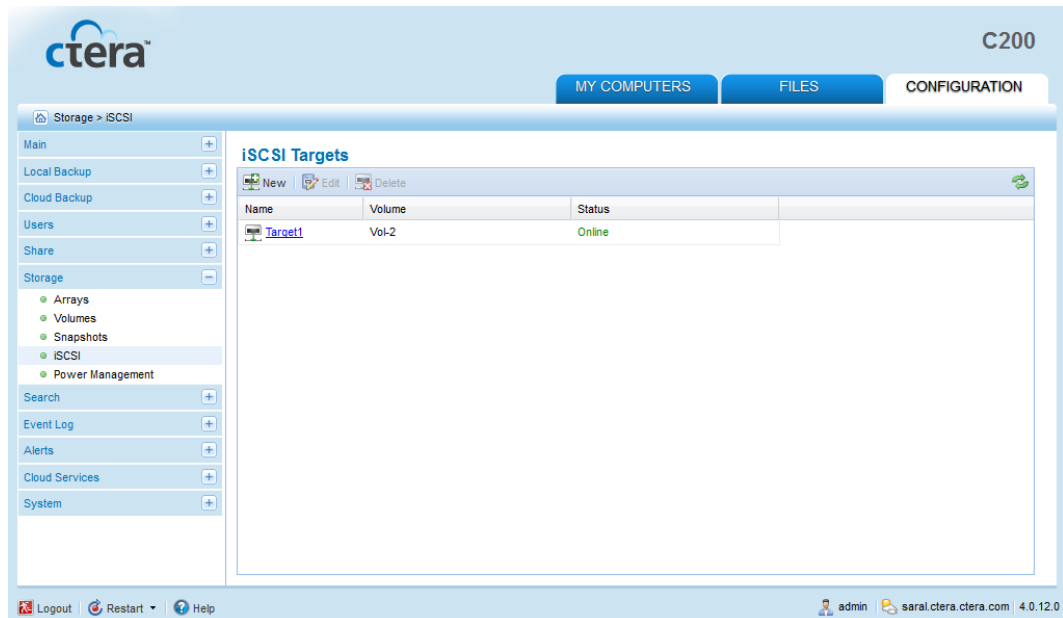 ctera™
C200
MY COMPUTERS
FILES
CONFIGURATION
Storage > iSCSI
Main
Local Backup
Cloud Backup
Users
Share
Storage
Arrays
Volumes
Snapshots
iSCSI
Power Management
Search
Event Log
Alerts
Cloud Services
System
iSCSI Targets
New Edit Delete
Name Volume Status
Target1 Vol-2 Online
Logout Restart Help
admin saral.ctera.ctera.com 4.0.12.0